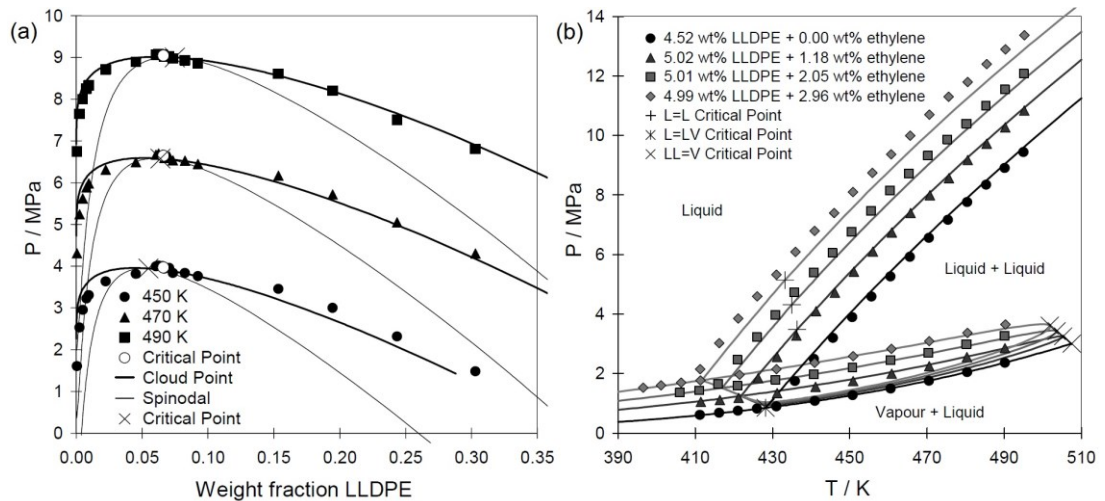 (a)
P / MPa
10
9
8
7
6
5
4
3
2
1
0
450 K
470 K
490 K
Critical Point
Cloud Point
Spinodal
Critical Point
0.00 0.05 0.10 0.15 0.20 0.25 0.30 0.35
Weight fraction LLDPE
(b)
P / MPa
14
12
10
8
6
4
2
0
4.52 wt% LLDPE + 0.00 wt% ethylene
5.02 wt% LLDPE + 1.18 wt% ethylene
5.01 wt% LLDPE + 2.05 wt% ethylene
4.99 wt% LLDPE + 2.96 wt% ethylene
L=L Critical Point
L=LV Critical Point
LL=V Critical Point
Liquid
Liquid + Liquid
Vapour + Liquid
390 410 430 450 470 490 510
T / K